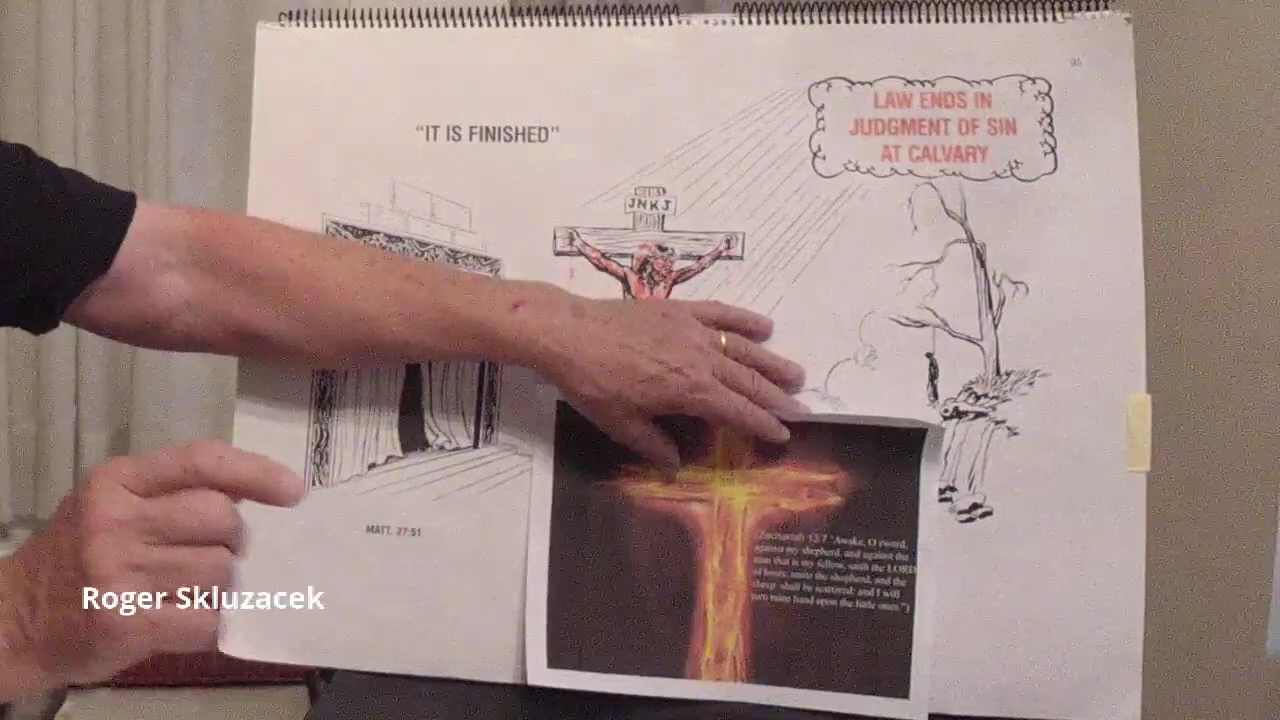 "IT IS FINISHED"
LAW ENDS IN
JUDGMENT OF SIN
AT CALVARY
JNKJ
MATT. 27:51
Zechariah 13:7 "Awake, O sword,
against my shepherd, and against the
man that is my fellow, saith the LORD
of hosts: smite the shepherd, and the
sheep shall be scattered: and I will
turn mine hand upon the little ones.")
Roger Skluzacek